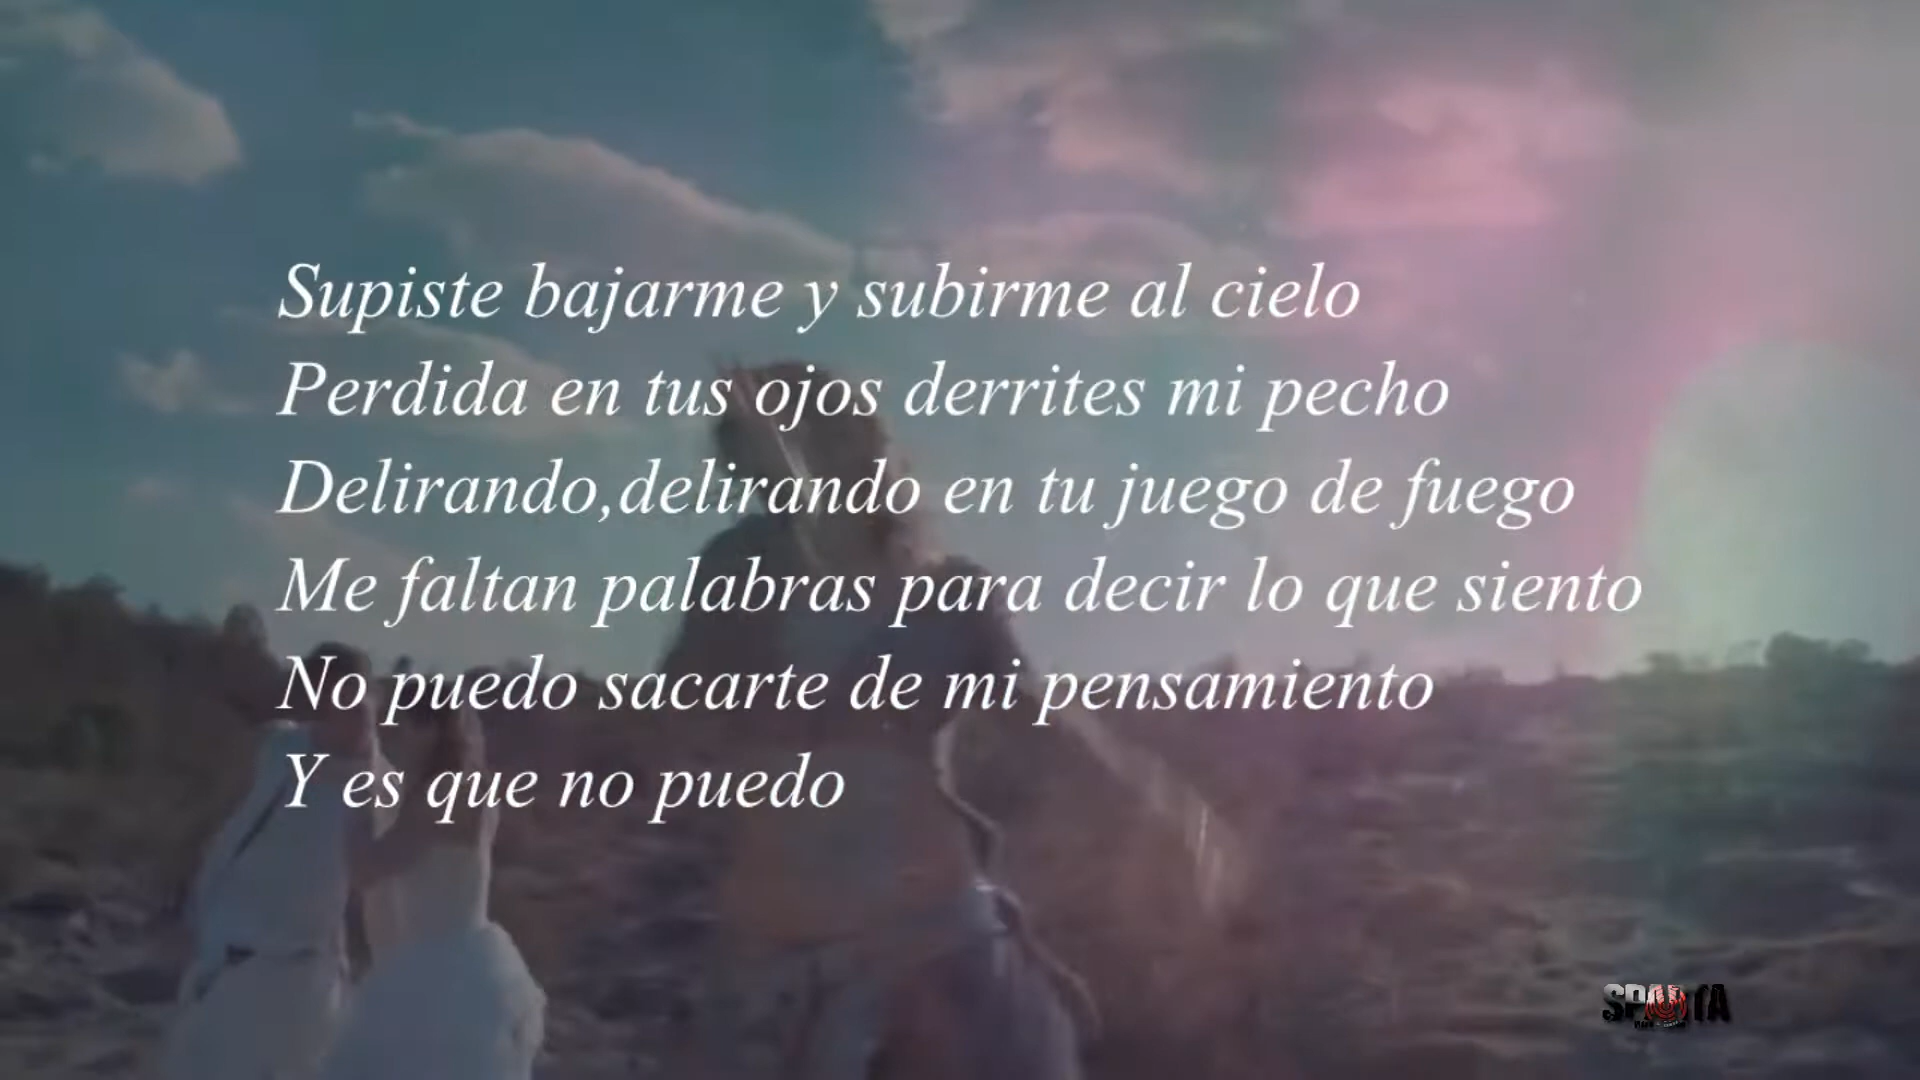 Supiste bajarme y subirme al cielo
Perdida en tus ojos derrites mi pecho
Delirando,delirando en tu juego de fuego
Me faltan palabras para decir lo que siento
No puedo sacarte de mi pensamiento
Y es que no puedo
SPARTA